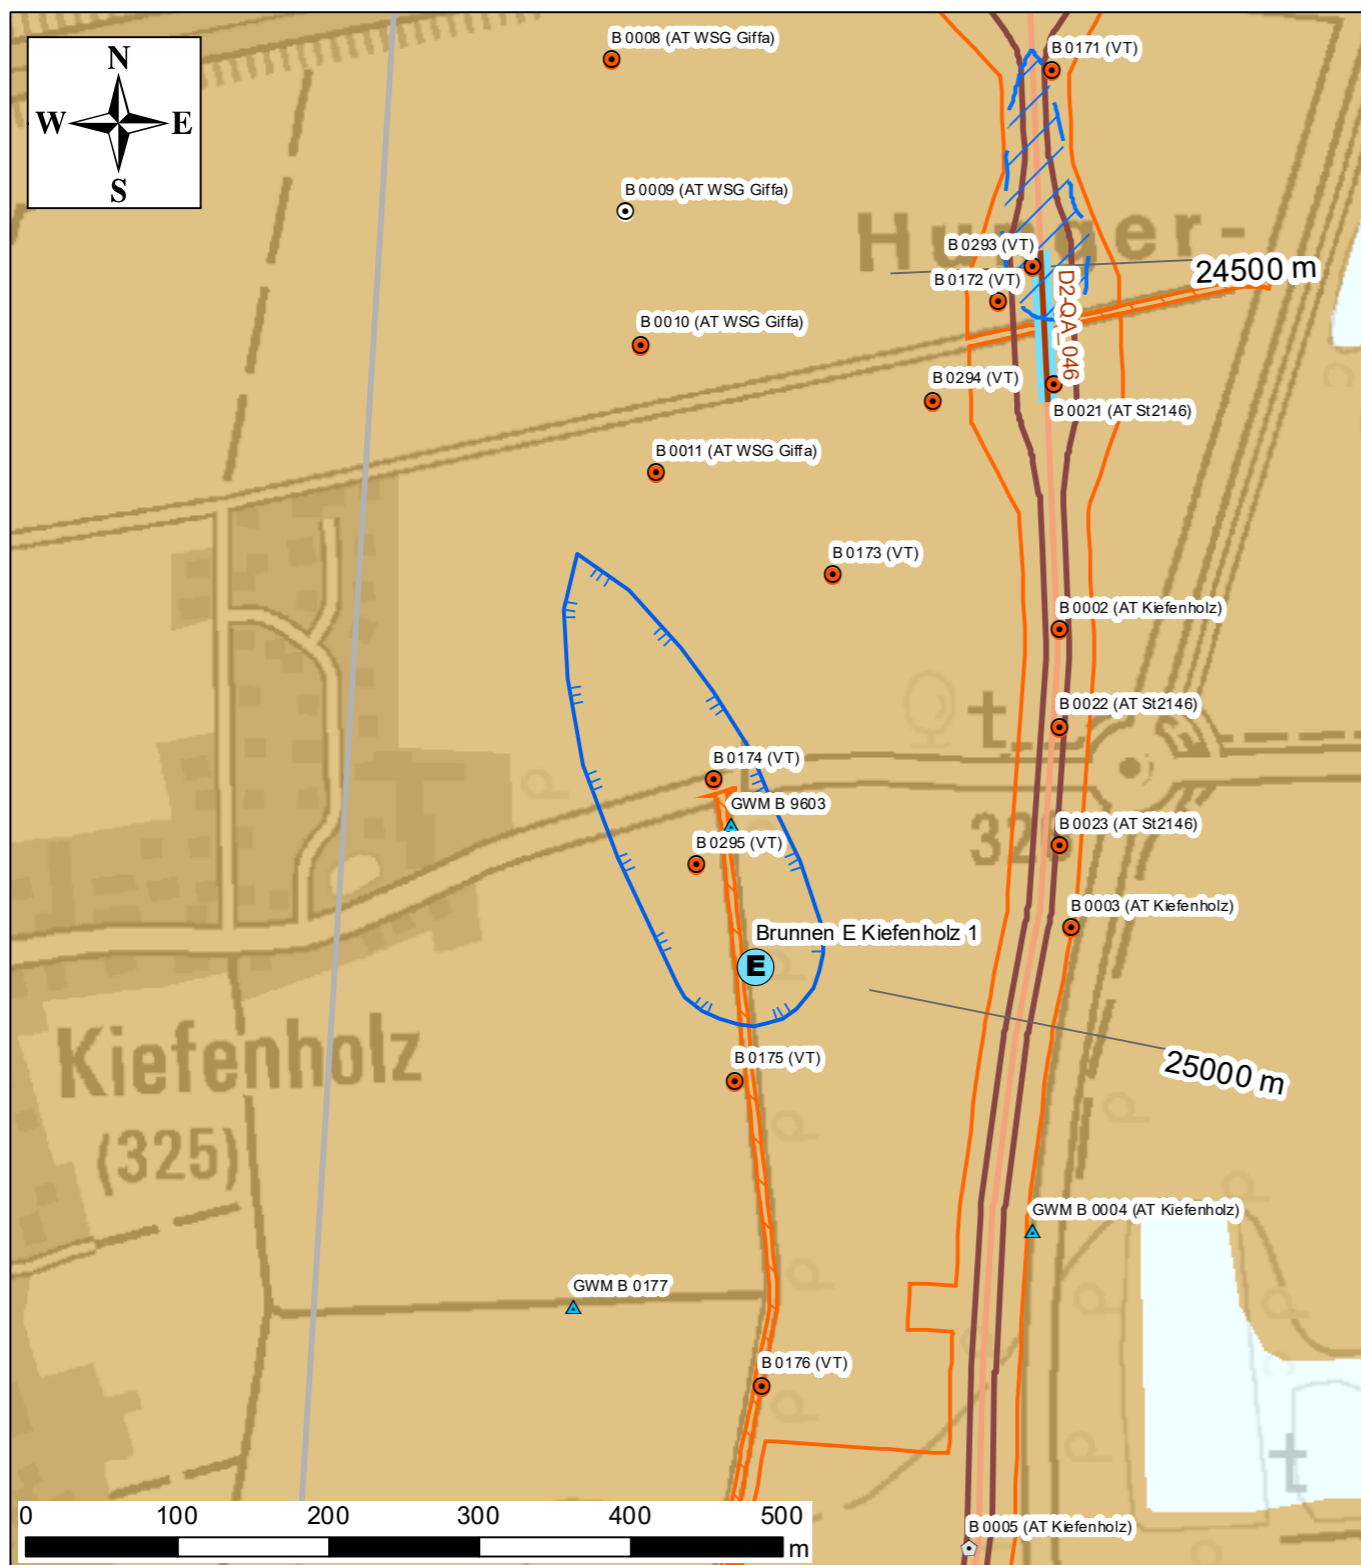 B 0008 (AT WSG Giffa)
B 0171 (VT)
N
W E
S
B 0009 (AT WSG Giffa)
Hunger-
B 0293 (VT)
24500 m
B 0172 (VT)
D2-QA_046
B 0010 (AT WSG Giffa)
B 0294 (VT)
B 0021 (AT St2146)
B 0011 (AT WSG Giffa)
B 0173 (VT)
B 0002 (AT Kiefenholz)
B 0022 (AT St2146)
t
B 0174 (VT)
GWM B 9603
B 0023 (AT St2146)
B 0295 (VT)
B 0003 (AT Kiefenholz)
Brunnen E Kiefenholz 1
E
Kiefenholz
(325)
B 0175 (VT)
25000 m
GWM B 0004 (AT Kiefenholz)
GWM B 0177
B 0176 (VT)
t
0 100 200 300 400 500
m
B 0005 (AT Kiefenholz)